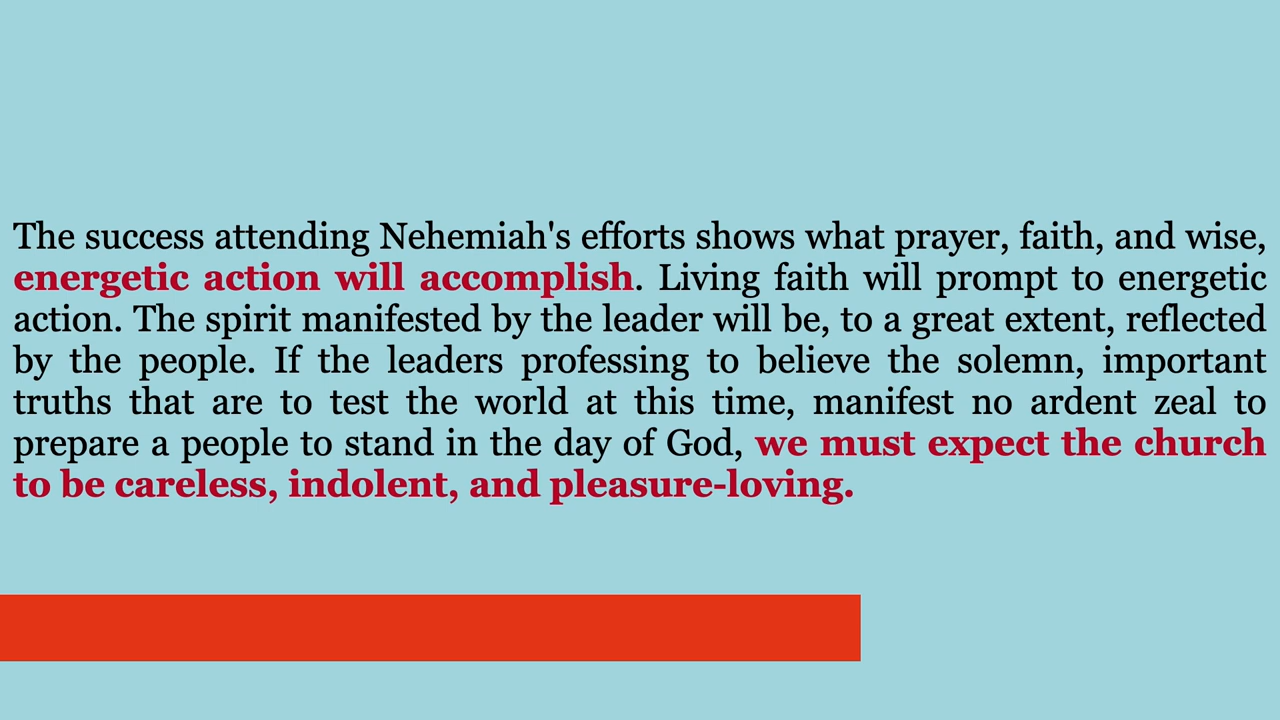 The success attending Nehemiah's efforts shows what prayer, faith, and wise,
energetic action will accomplish. Living faith will prompt to energetic
action. The spirit manifested by the leader will be, to a great extent, reflected
by the people. If the leaders professing to believe the solemn, important
truths that are to test the world at this time, manifest no ardent zeal to
prepare a people to stand in the day of God, we must expect the church
to be careless, indolent, and pleasure-loving.